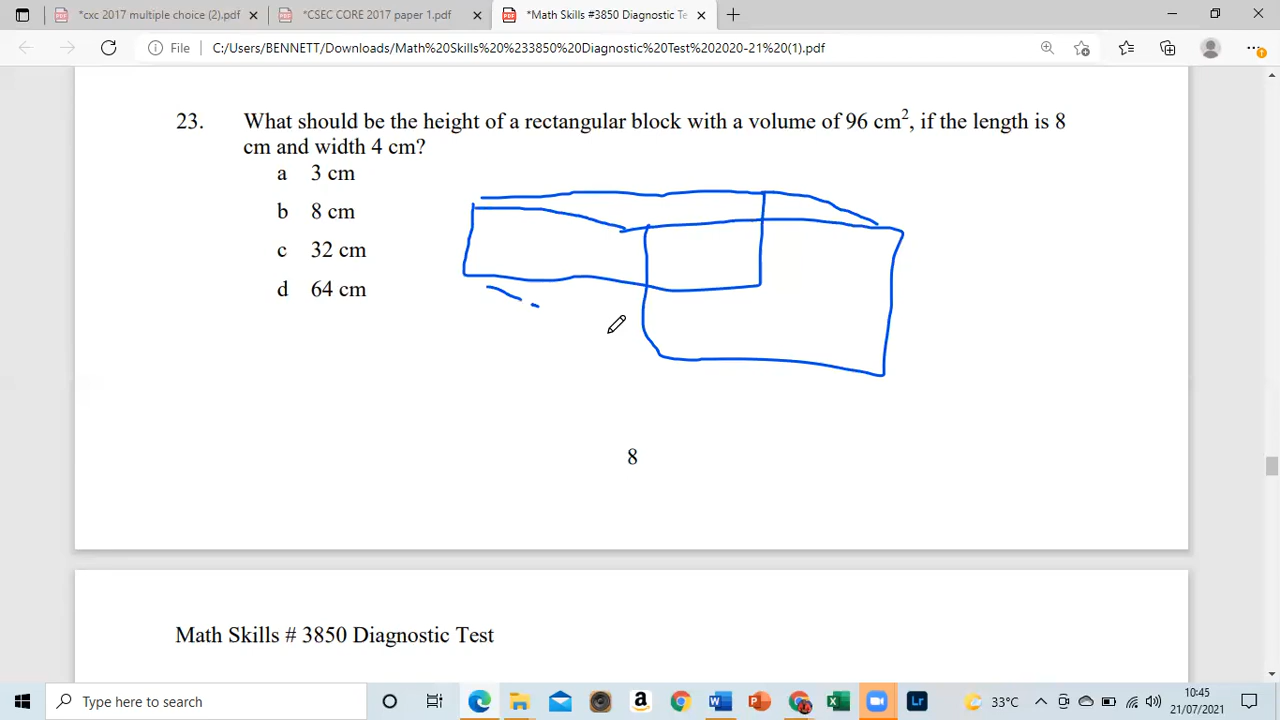 *cxc 2017 multiple choice (2).pdf
*CSEC CORE 2017 paper 1.pdf
*Math Skills #3850 Diagnostic Te
File
C:/Users/BENNETT/Downloads/Math%20Skills%20%233850%20Diagnostic%20Test%202020-21%20(1).pdf
23. What should be the height of a rectangular block with a volume of 96 cm², if the length is 8
cm and width 4 cm?
a 3 cm
b 8 cm
c 32 cm
d 64 cm
8
Math Skills # 3850 Diagnostic Test
Type here to search
33°C
10:45
21/07/2021